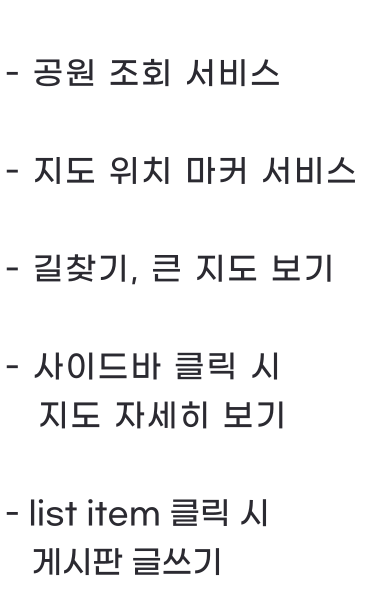 - 공원 조회 서비스
- 지도 위치 마커 서비스
- 길찾기, 큰 지도 보기
- 사이드바 클릭 시
지도 자세히 보기
- list item 클릭 시
게시판 글쓰기